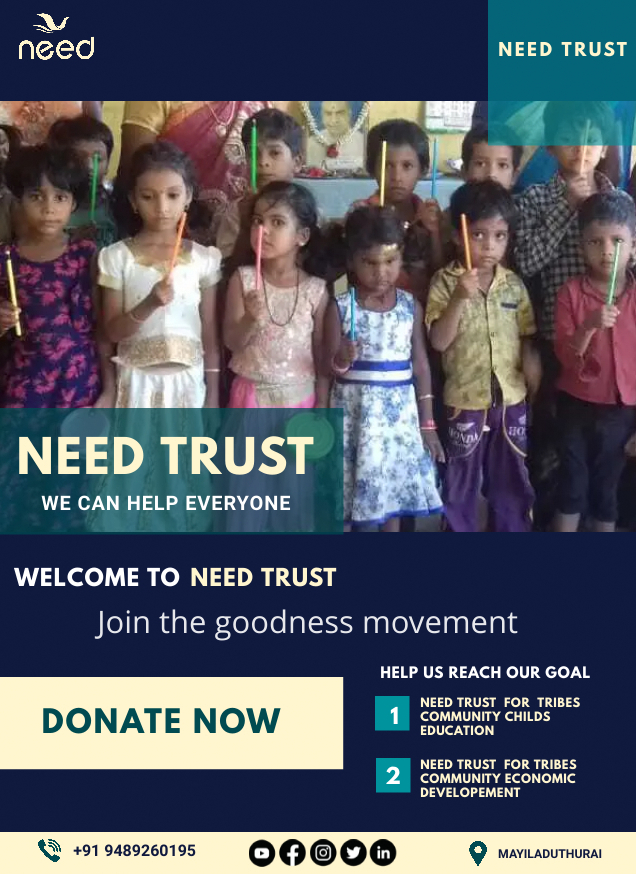 need
NEED TRUST
NEED TRUST
WE CAN HELP EVERYONE
WELCOME TO NEED TRUST
Join the goodness movement
DONATE NOW
HELP US REACH OUR GOAL
1
NEED TRUST FOR TRIBES
COMMUNITY CHILDS
EDUCATION
2
NEED TRUST FOR TRIBES
COMMUNITY ECONOMIC
DEVELOPEMENT
+91 9489260195
MAYILADUTHURAI